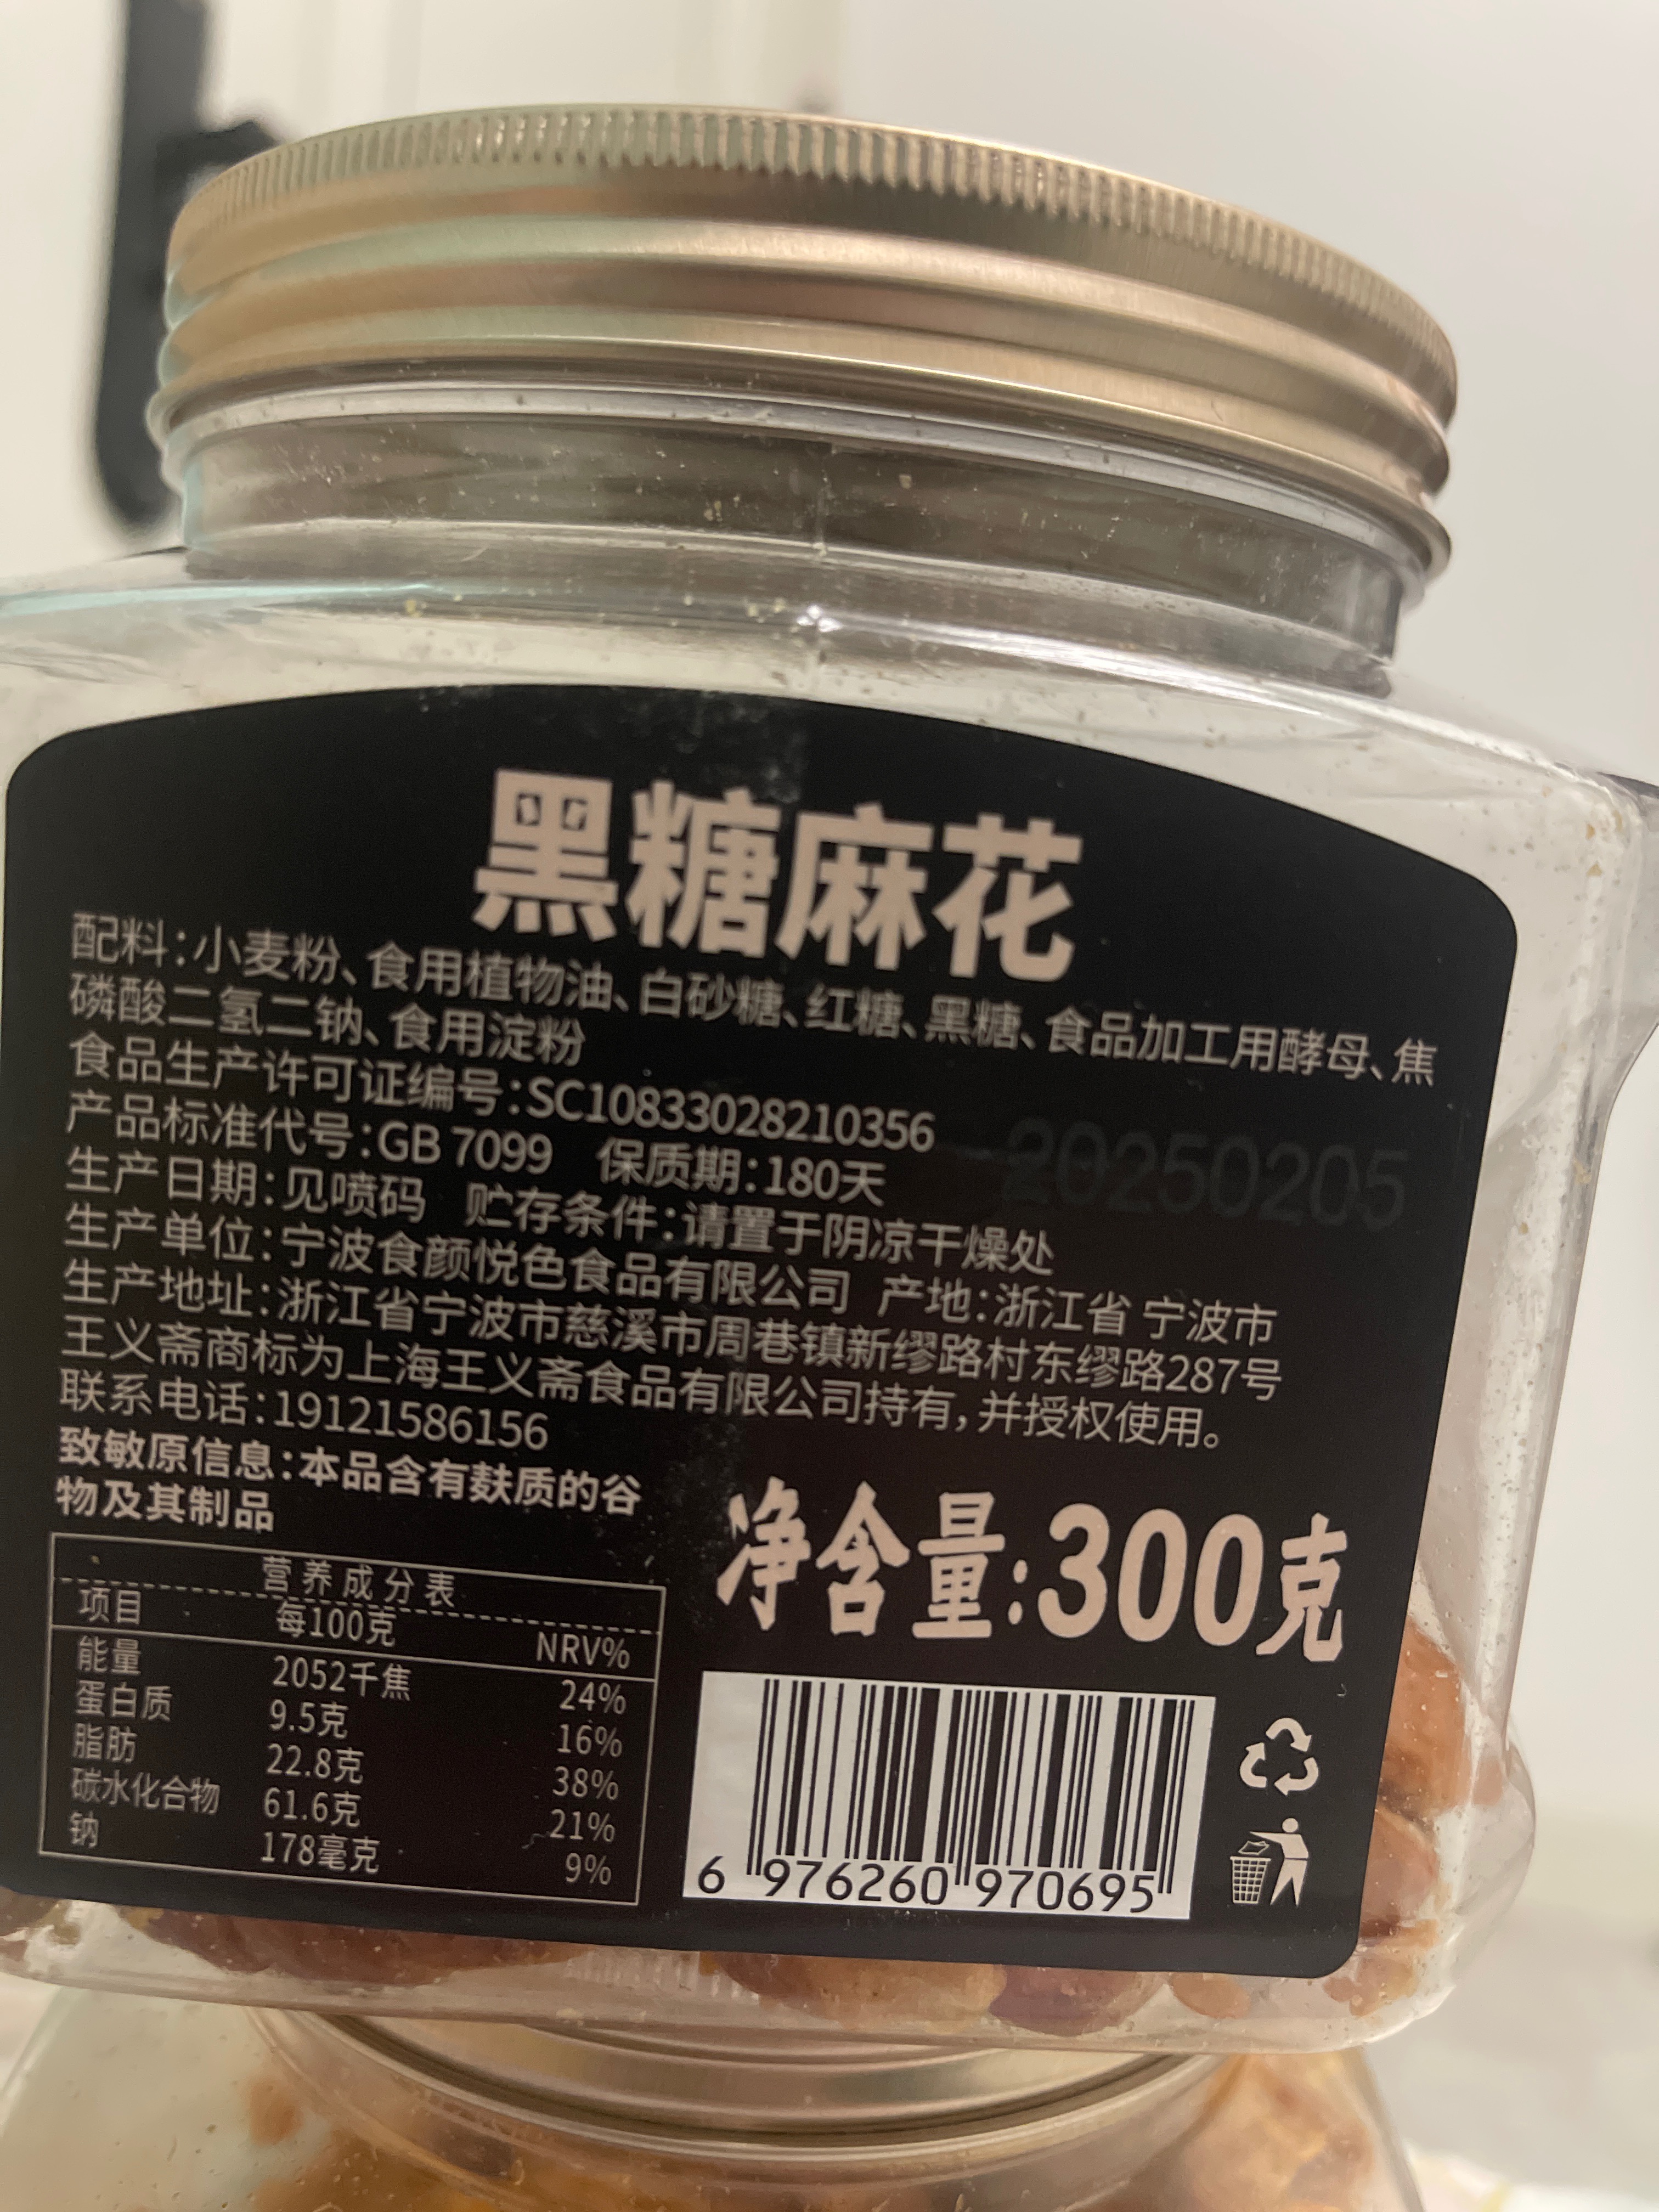 黑糖麻花
配料:小麦粉、食用植物油、白砂糖、红糖、黑糖、食品加工用酵母、焦
磷酸二氢二钠、食用淀粉
食品生产许可证编号:SC10833028210356
产品标准代号:GB 7099 保质期:180天
20250205
生产日期:见喷码 贮存条件:请置于阴凉干燥处
生产单位:宁波食颜悦色食品有限公司 产地:浙江省 宁波市
生产地址:浙江省宁波市慈溪市周巷镇新缪路村东缪路287号
王义斋商标为上海王义斋食品有限公司持有,并授权使用。
联系电话:19121586156
致敏原信息:本品含有麸质的谷
物及其制品
净含量:300克
营养成分表
项目 每100克 NRV%
能量 2052千焦 24%
蛋白质 9.5克 16%
脂肪 22.8克 38%
碳水化合物 61.6克 21%
钠 178毫克 9%
6 976260 970695